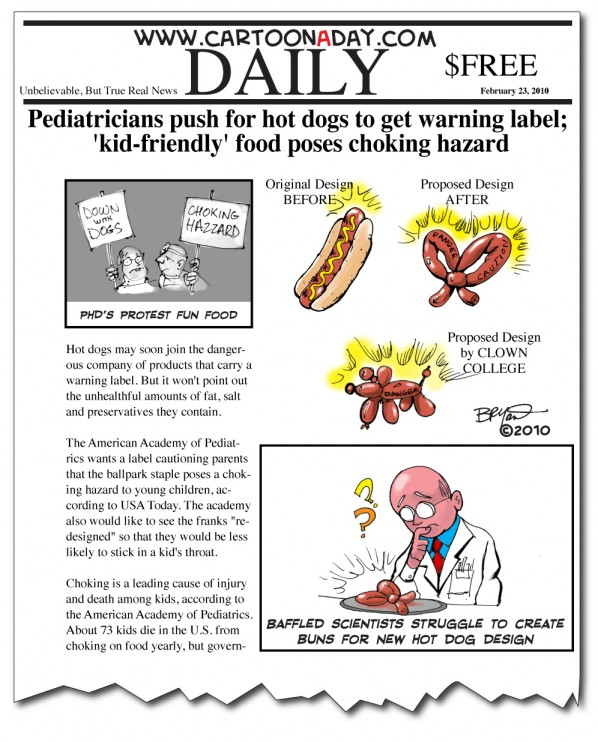 WWW.CARTOONADAY.COM
DAILY
$FREE
Unbelievable, But True Real News
February 23, 2010
Pediatricians push for hot dogs to get warning label;
'kid-friendly' food poses choking hazard
DOWN
WITH
DOGS
CHOKING
HAZZARD
PHD'S PROTEST FUN FOOD
Original Design
BEFORE
Proposed Design
AFTER
DANGER
CAUTION
Proposed Design
by CLOWN
COLLEGE
DANGER
BRYant
©2010
Hot dogs may soon join the danger-
ous company of products that carry a
warning label. But it won't point out
the unhealthful amounts of fat, salt
and preservatives they contain.
The American Academy of Pediat-
rics wants a label cautioning parents
that the ballpark staple poses a chok-
ing hazard to young children, ac-
cording to USA Today. The academy
also would like to see the franks "re-
designed" so that they would be less
likely to stick in a kid's throat.
Choking is a leading cause of injury
and death among kids, according to
the American Academy of Pediatrics.
About 73 kids die in the U.S. from
choking on food yearly, but govern-
??
BAFFLED SCIENTISTS STRUGGLE TO CREATE
BUNS FOR NEW HOT DOG DESIGN